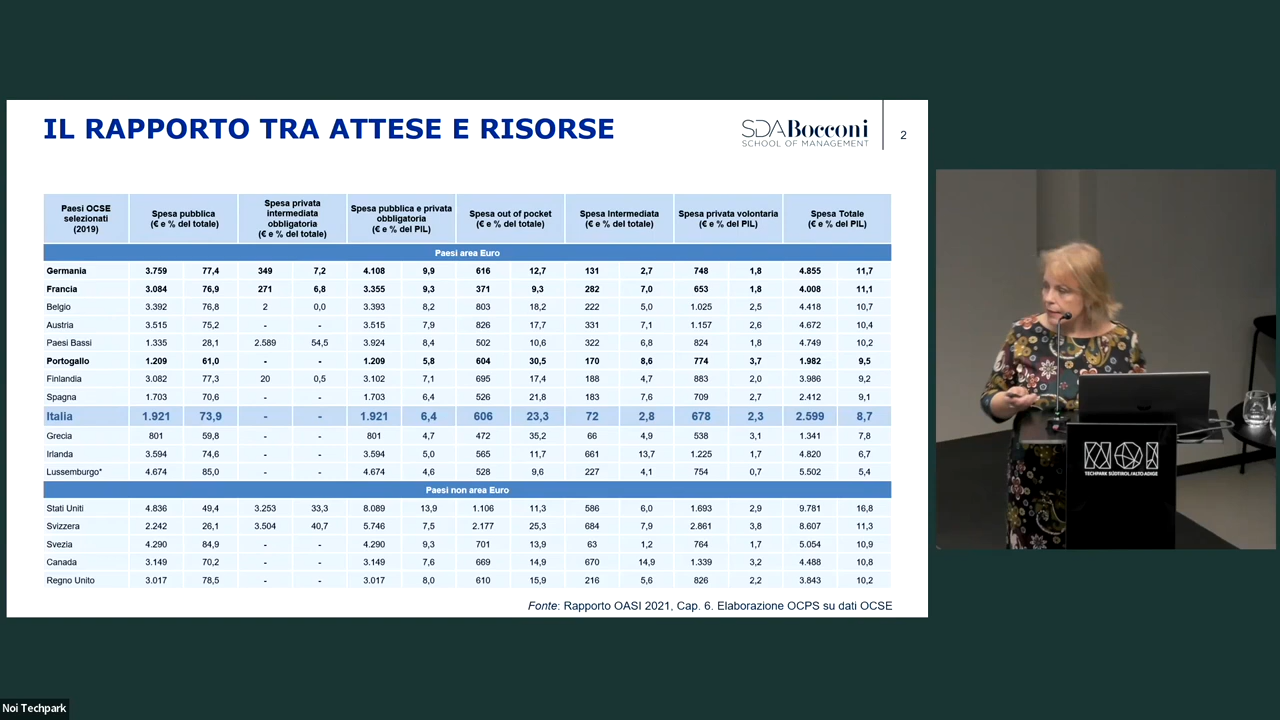 IL RAPPORTO TRA ATTESE E RISORSE
SDA Bocconi
SCHOOL OF MANAGEMENT
2
Paesi OCSE selezionati (2019) Spesa pubblica (€ e % del totale) Spesa privata intermediata obbligatoria (€ e % del totale) Spesa pubblica e privata obbligatoria (€ e % del PIL) Spesa out of pocket (€ e % del totale) Spesa Intermediata (€ e % del totale) Spesa privata volontaria (€ e % del PIL) Spesa Totale (€ e % del PIL)
Paesi area Euro
Germania 3.759 77,4 349 7,2 4.108 9,9 616 12,7 131 2,7 748 1,8 4.855 11,7
Francia 3.084 76,9 271 6,8 3.355 9,3 371 9,3 282 7,0 653 1,8 4.008 11,1
Belgio 3.392 76,8 2 0,0 3.393 8,2 803 18,2 222 5,0 1.025 2,5 4.418 10,7
Austria 3.515 75,2 - - 3.515 7,9 826 17,7 331 7,1 1.157 2,6 4.672 10,4
Paesi Bassi 1.335 28,1 2.589 54,5 3.924 8,4 502 10,6 322 6,8 824 1,8 4.749 10,2
Portogallo 1.209 61,0 - - 1.209 5,8 604 30,5 170 8,6 774 3,7 1.982 9,5
Finlandia 3.082 77,3 20 0,5 3.102 7,1 695 17,4 188 4,7 883 2,0 3.986 9,2
Spagna 1.703 70,6 - - 1.703 6,4 526 21,8 183 7,6 709 2,7 2.412 9,1
Italia 1.921 73,9 - - 1.921 6,4 606 23,3 72 2,8 678 2,3 2.599 8,7
Grecia 801 59,8 - - 801 4,7 472 35,2 66 4,9 538 3,1 1.341 7,8
Irlanda 3.594 74,6 - - 3.594 5,0 565 11,7 661 13,7 1.225 1,7 4.820 6,7
Lussemburgo* 4.674 85,0 - - 4.674 4,6 528 9,6 227 4,1 754 0,7 5.502 5,4
Paesi non area Euro
Stati Uniti 4.836 49,4 3.253 33,3 8.089 13,9 1.106 11,3 586 6,0 1.693 2,9 9.781 16,8
Svizzera 2.242 26,1 3.504 40,7 5.746 7,5 2.177 25,3 684 7,9 2.861 3,8 8.607 11,3
Svezia 4.290 84,9 - - 4.290 9,3 701 13,9 63 1,2 764 1,7 5.054 10,9
Canada 3.149 70,2 - - 3.149 7,6 669 14,9 670 14,9 1.339 3,2 4.488 10,8
Regno Unito 3.017 78,5 - - 3.017 8,0 610 15,9 216 5,6 826 2,2 3.843 10,2
Fonte: Rapporto OASI 2021, Cap. 6. Elaborazione OCPS su dati OCSE
NOI
TECHPARK SÜDTIROL/ALTO ADIGE
Noi Techpark